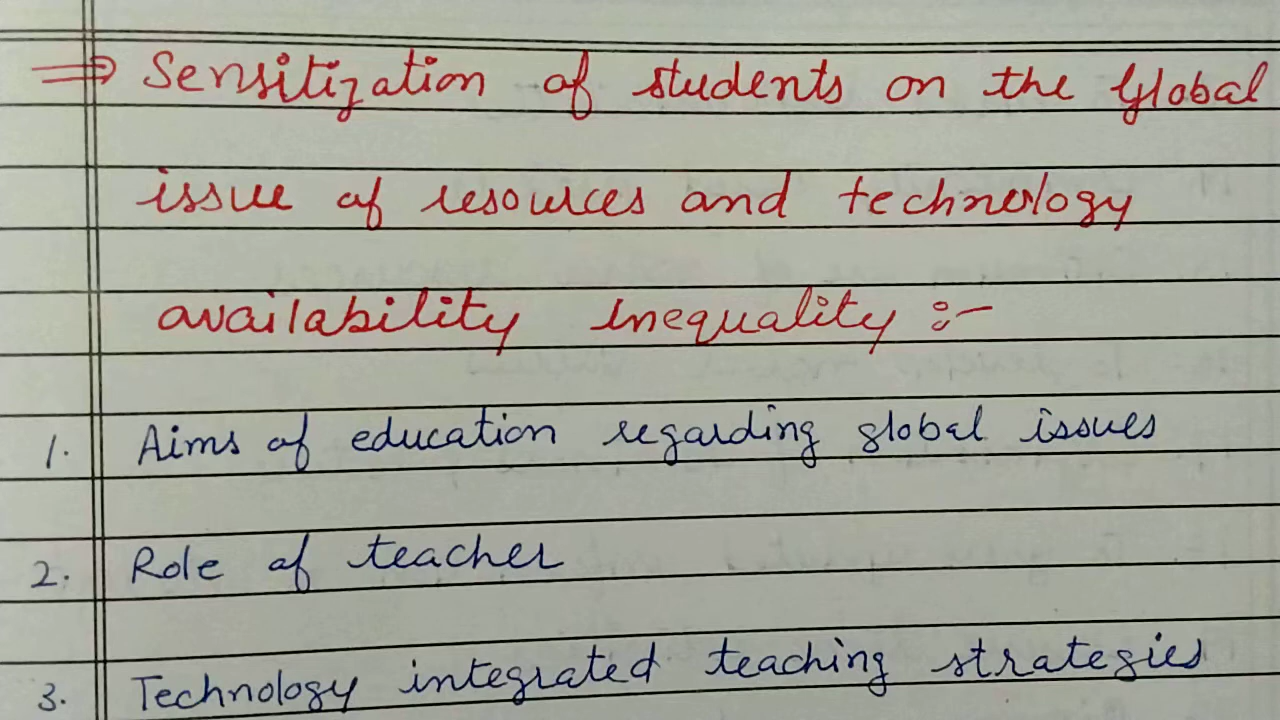 ⇒ Sensitization of students on the Global
issue of resources and technology
availability inequality :-
1. Aims of education regarding global issues
2. Role of teacher
3. Technology integrated teaching strategies